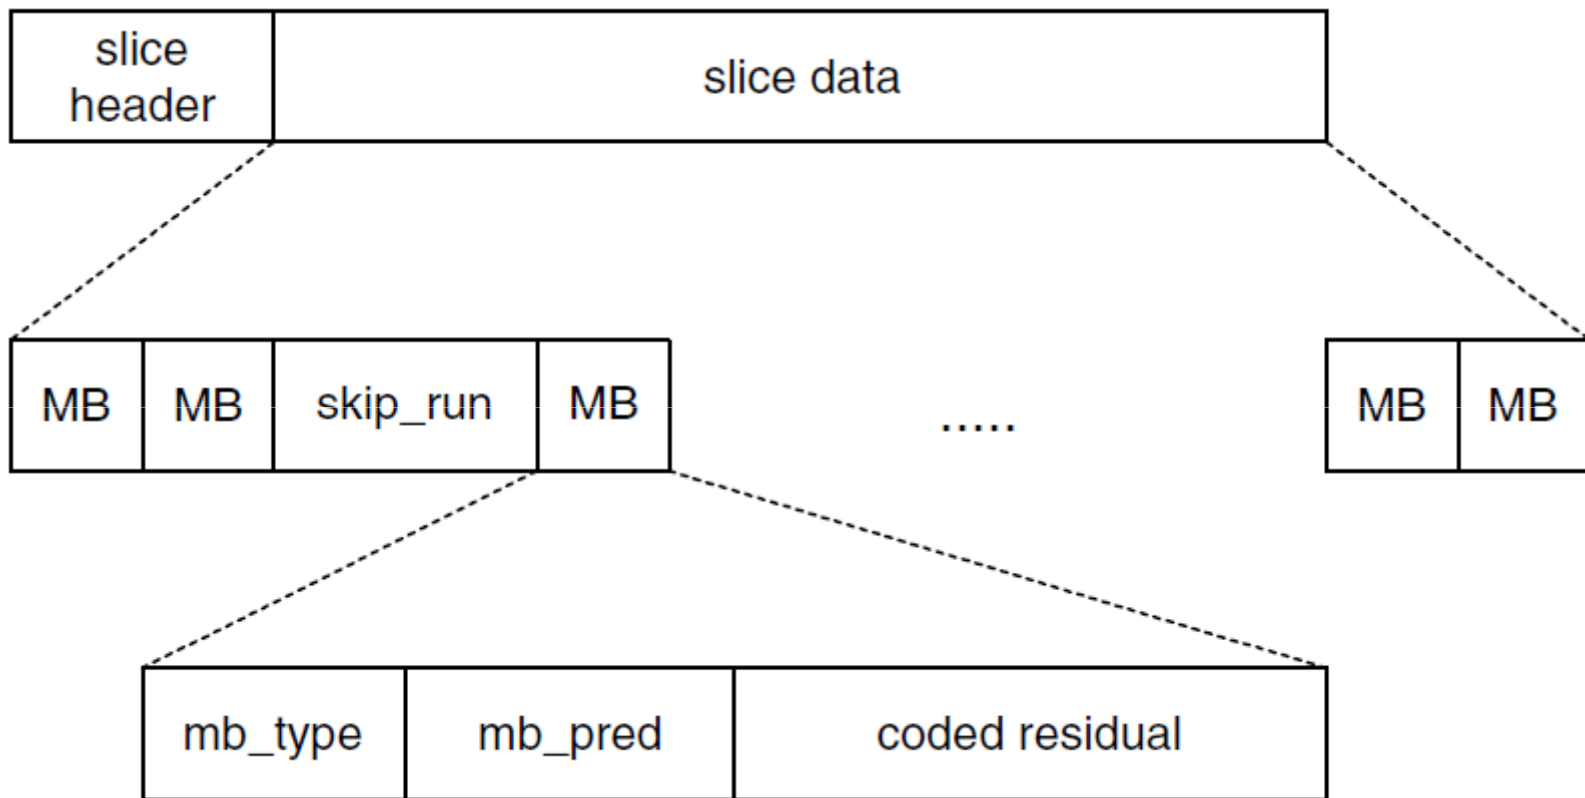 slice
header
slice data
MB MB skip_run MB ..... MB MB
mb_type mb_pred coded residual